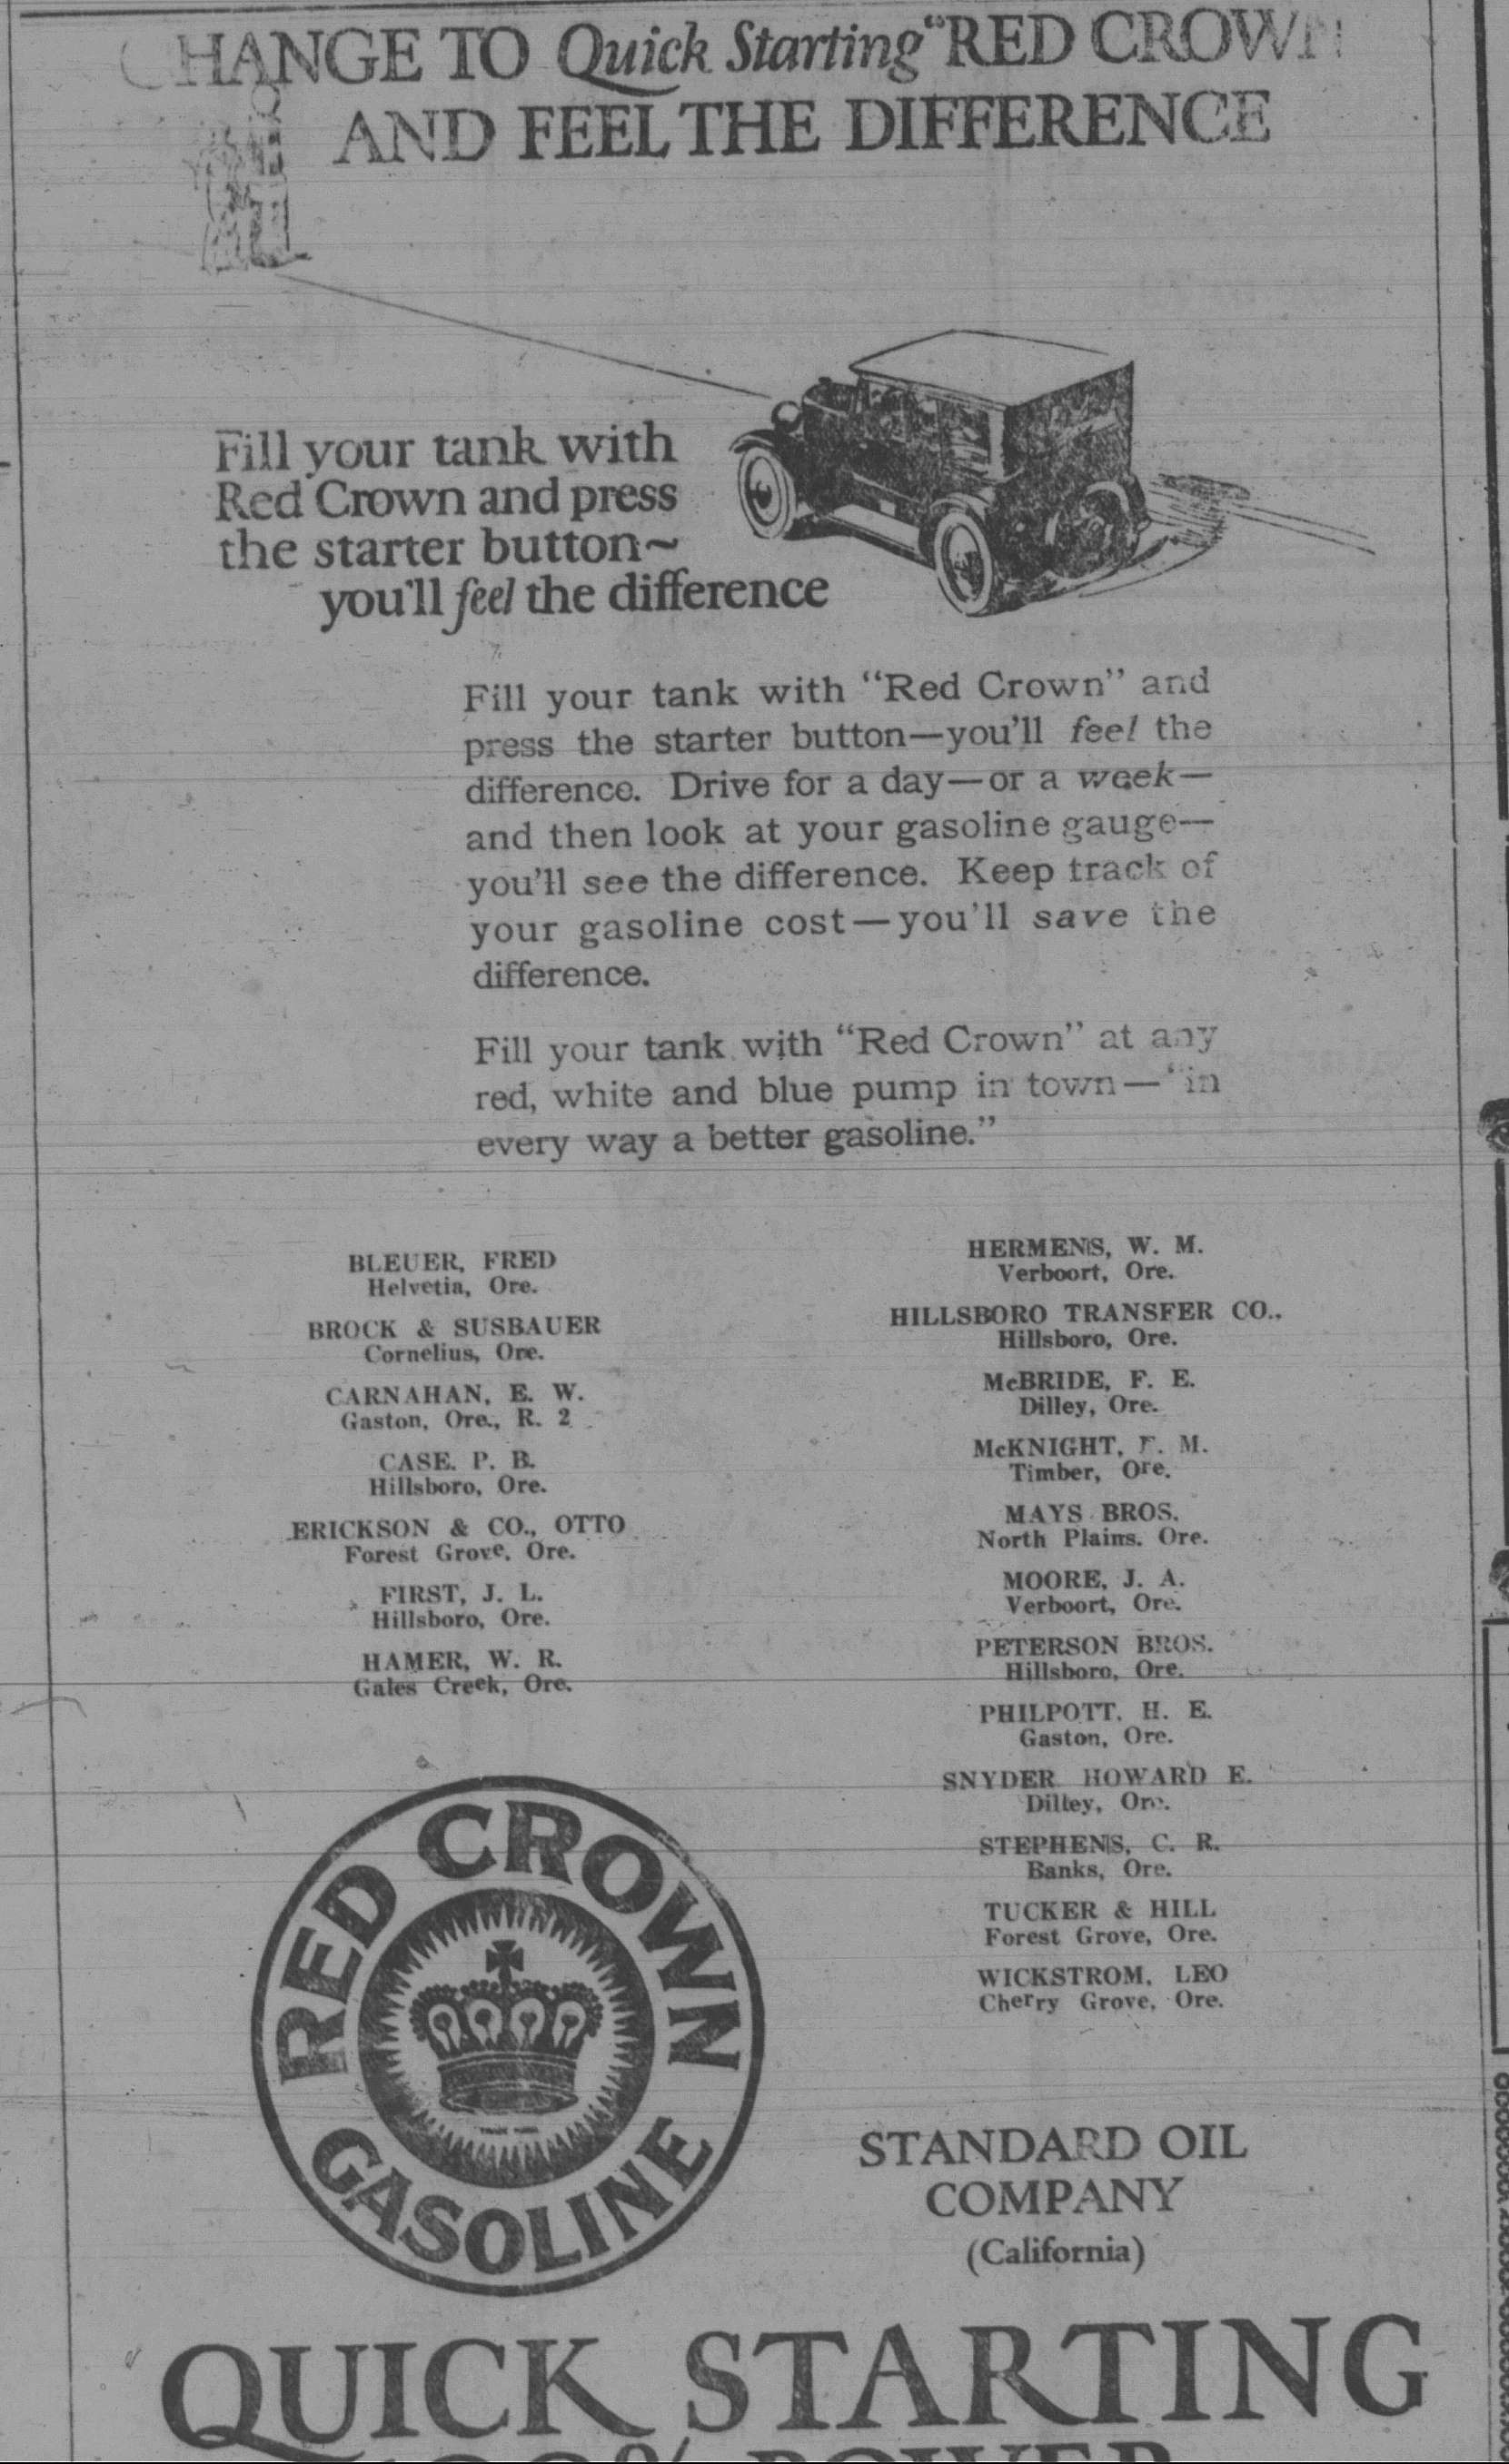 CHANGE TO Quick Starting "RED CROWN
AND FEEL THE DIFFERENCE
Fill your tank with
Red Crown and press
the starter button~
you'll feel the difference
Fill your tank with "Red Crown" and
press the starter button—you'll feel the
difference. Drive for a day—or a week—
and then look at your gasoline gauge—
you'll see the difference. Keep track of
your gasoline cost—you'll save the
difference.
Fill your tank with "Red Crown" at any
red, white and blue pump in town—"in
every way a better gasoline."
BLEUER, FRED
Helvetia, Ore.
BROCK & SUSBAUER
Cornelius, Ore.
CARNAHAN, E. W.
Gaston, Ore., R. 2
CASE. P. B.
Hillsboro, Ore.
ERICKSON & CO., OTTO
Forest Grove, Ore.
FIRST, J. L.
Hillsboro, Ore.
HAMER, W. R.
Gales Creek, Ore.
HERMENS, W. M.
Verboort, Ore.
HILLSBORO TRANSFER CO.,
Hillsboro, Ore.
McBRIDE, F. E.
Dilley, Ore.
McKNIGHT, F. M.
Timber, Ore.
MAYS BROS.
North Plains. Ore.
MOORE, J. A.
Verboort, Ore.
PETERSON BROS.
Hillsboro, Ore.
PHILPOTT. H. E.
Gaston, Ore.
SNYDER HOWARD E.
Dilley, Ore.
STEPHENS, C. R.
Banks, Ore.
TUCKER & HILL
Forest Grove, Ore.
WICKSTROM, LEO
Cherry Grove, Ore.
RED CROWN
GASOLINE
TRADE MARK
STANDARD OIL
COMPANY
(California)
QUICK STARTING
100% POWER